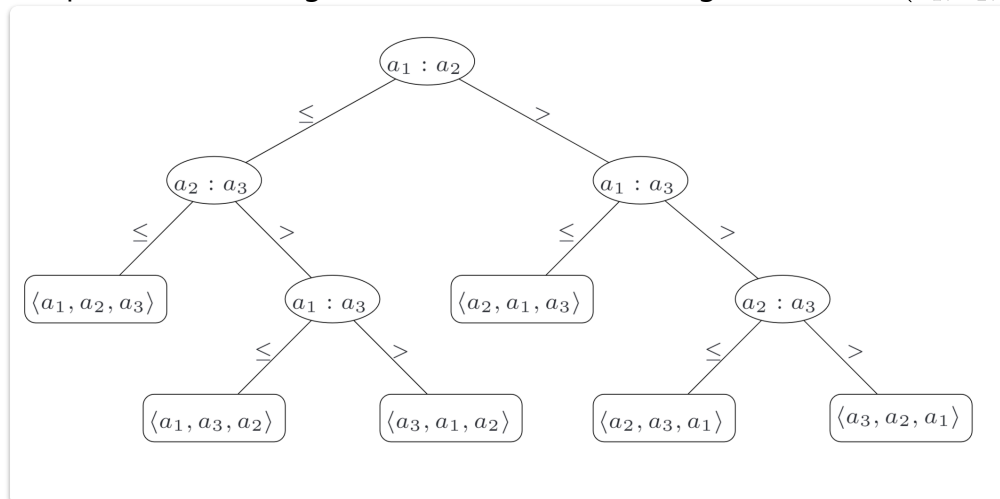 a₁ : a₂
≤ >
a₂ : a₃ a₁ : a₃
≤ > ≤ >
⟨a₁, a₂, a₃⟩ a₁ : a₃ ⟨a₂, a₁, a₃⟩ a₂ : a₃
≤ > ≤ >
⟨a₁, a₃, a₂⟩ ⟨a₃, a₁, a₂⟩ ⟨a₂, a₃, a₁⟩ ⟨a₃, a₂, a₁⟩